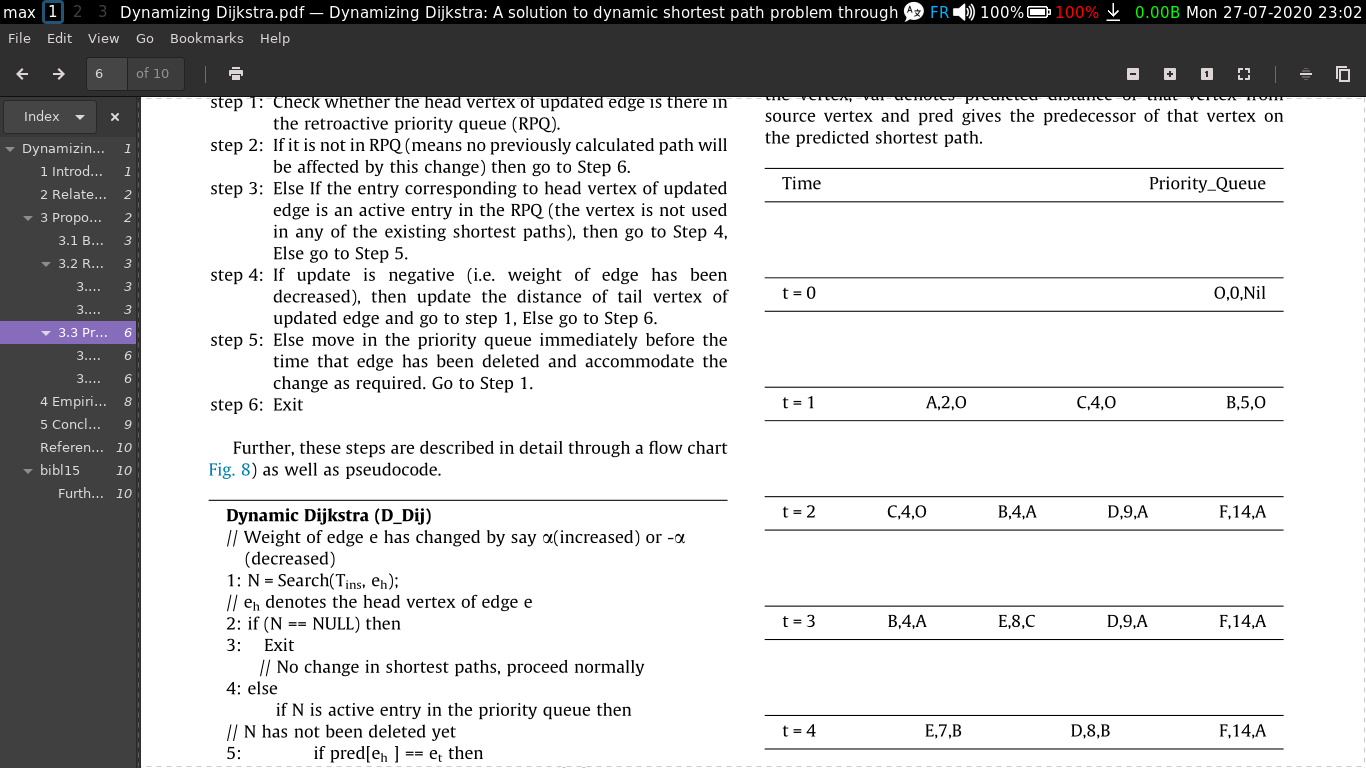 max 1 2 3 Dynamizing Dijkstra.pdf — Dynamizing Dijkstra: A solution to dynamic shortest path problem through FR 100% 100% 0.00B Mon 27-07-2020 23:02
File Edit View Go Bookmarks Help
6 of 10
Index
Dynamizin... 1
1 Introd... 1
2 Relate... 2
3 Propo... 2
3.1 B... 3
3.2 R... 3
3.... 3
3.... 3
3.3 Pr... 6
3.... 6
3.... 6
4 Empiri... 8
5 Concl... 9
Referen... 10
bibl15 10
Furth... 10
step 1: Check whether the head vertex of updated edge is there in
the retroactive priority queue (RPQ).
step 2: If it is not in RPQ (means no previously calculated path will
be affected by this change) then go to Step 6.
step 3: Else If the entry corresponding to head vertex of updated
edge is an active entry in the RPQ (the vertex is not used
in any of the existing shortest paths), then go to Step 4,
Else go to Step 5.
step 4: If update is negative (i.e. weight of edge has been
decreased), then update the distance of tail vertex of
updated edge and go to step 1, Else go to Step 6.
step 5: Else move in the priority queue immediately before the
time that edge has been deleted and accommodate the
change as required. Go to Step 1.
step 6: Exit
Further, these steps are described in detail through a flow chart
Fig. 8) as well as pseudocode.
Dynamic Dijkstra (D_Dij)
// Weight of edge e has changed by say α(increased) or -α
(decreased)
1: N = Search(Tins, eh);
// eh denotes the head vertex of edge e
2: if (N == NULL) then
3: Exit
// No change in shortest paths, proceed normally
4: else
if N is active entry in the priority queue then
// N has not been deleted yet
5: if pred[eh ] == et then
the vertex, val denotes predicted distance of that vertex from
source vertex and pred gives the predecessor of that vertex on
the predicted shortest path.
Time Priority_Queue
t = 0 O,0,Nil
t = 1 A,2,O C,4,O B,5,O
t = 2 C,4,O B,4,A D,9,A F,14,A
t = 3 B,4,A E,8,C D,9,A F,14,A
t = 4 E,7,B D,8,B F,14,A